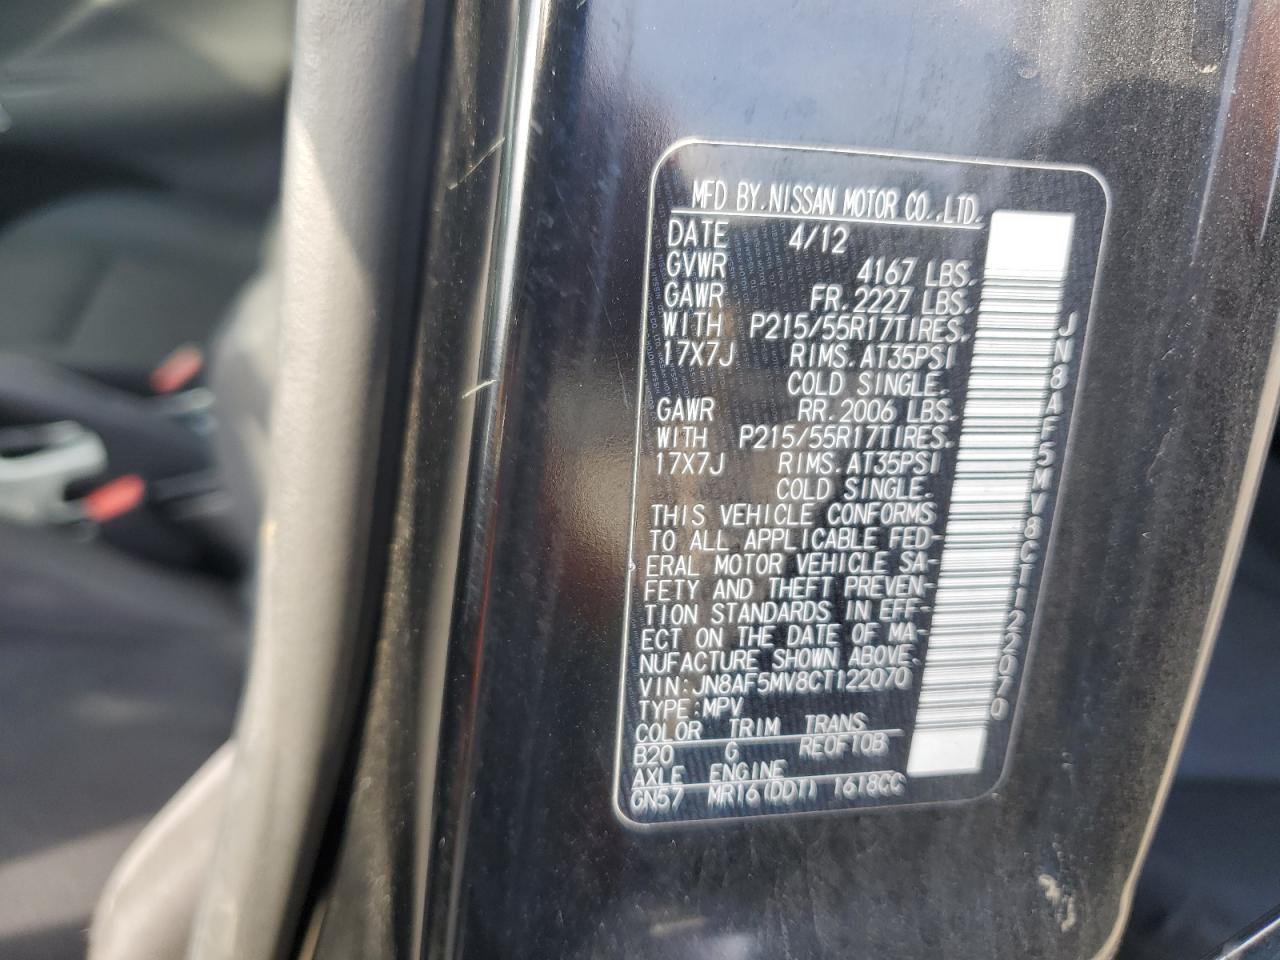 MFD BY.NISSAN MOTOR CO.,LTD.
DATE 4/12
GVWR 4167 LBS.
GAWR FR.2227 LBS.
WITH P215/55R17TIRES.
17X7J RIMS.AT35PSI
COLD SINGLE.
GAWR RR.2006 LBS.
WITH P215/55R17TIRES.
17X7J RIMS.AT35PSI
COLD SINGLE.
THIS VEHICLE CONFORMS
TO ALL APPLICABLE FED-
ERAL MOTOR VEHICLE SA-
FETY AND THEFT PREVEN-
TION STANDARDS IN EFF-
ECT ON THE DATE OF MA-
NUFACTURE SHOWN ABOVE.
VIN:JN8AF5MV8CT122070
TYPE:MPV
COLOR TRIM TRANS
B20 G RE0F10B
AXLE ENGINE
GN57 MR16(DDT) 1618CC
JN8AF5MV8CT122070